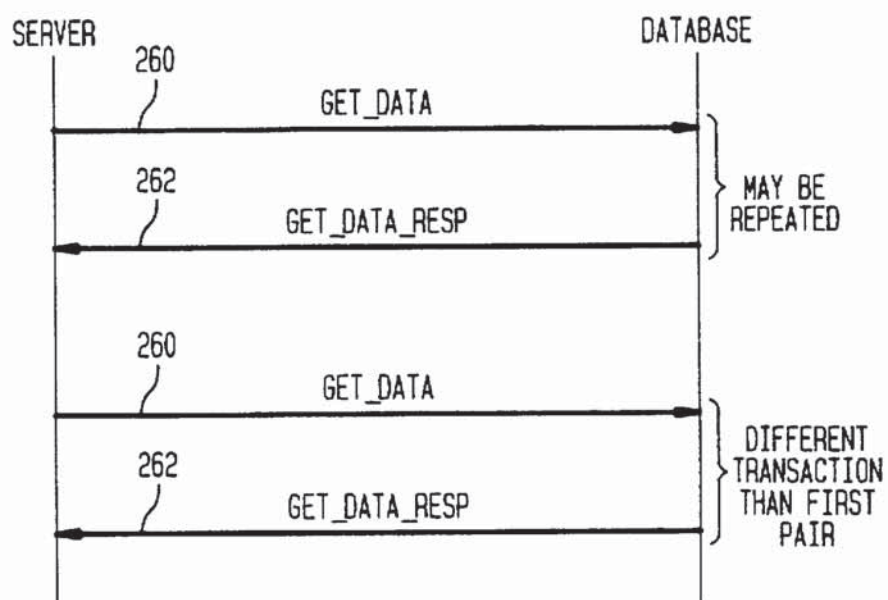 SERVER
DATABASE
260
GET_DATA
262
GET_DATA_RESP
MAY BE
REPEATED
260
GET_DATA
262
GET_DATA_RESP
DIFFERENT
TRANSACTION
THAN FIRST
PAIR